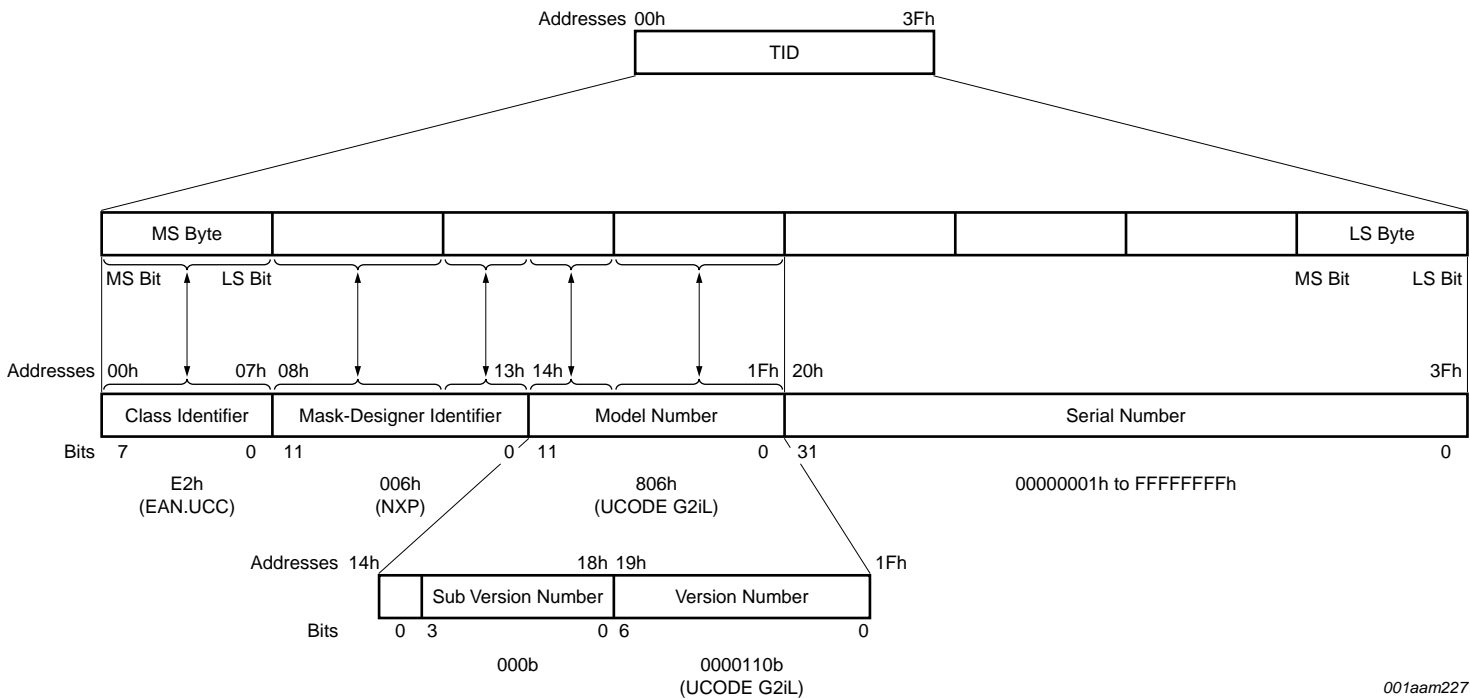 Addresses 00h 3Fh
TID
MS Byte LS Byte
MS Bit LS Bit MS Bit LS Bit
Addresses 00h 07h 08h 13h 14h 1Fh 20h 3Fh
Class Identifier Mask-Designer Identifier Model Number Serial Number
Bits 7 0 11 0 11 0 31 0
E2h 006h 806h 00000001h to FFFFFFFFh
(EAN.UCC) (NXP) (UCODE G2iL)
Addresses 14h 18h 19h 1Fh
Sub Version Number Version Number
Bits 0 3 0 6 0
000b 0000110b
(UCODE G2iL)
001aam227